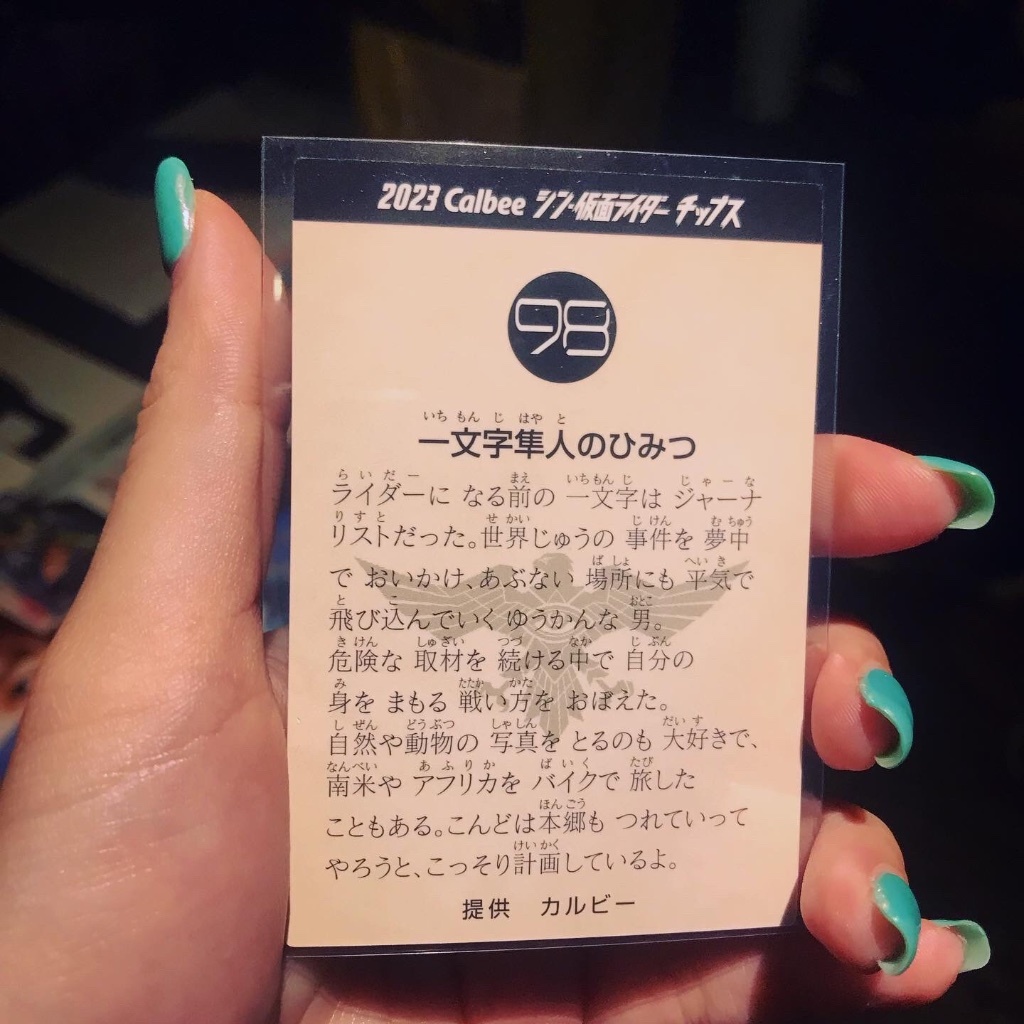 2023 Calbee シン・仮面ライダー チップス
98
いちもんじはやと
一文字隼人のひみつ
らいだー まえ いちもんじ じゃーな
ライダーに なる前の 一文字は ジャーナ
りすと せかい じけん むちゅう
リストだった。世界じゅうの 事件を 夢中
ばしょ へいき
で おいかけ、あぶない 場所にも 平気で
と こ おとこ
飛び込んでいく ゆうかんな 男。
きけん しゅざい つづ なか じぶん
危険な 取材を 続ける中で 自分の
み たたか かた
身を まもる 戦い方を おぼえた。
しぜん どうぶつ しゃしん だいす
自然や動物の 写真を とるのも 大好きで、
なんべい あふりか ばいく たび
南米や アフリカを バイクで 旅した
ほんごう
こともある。こんどは本郷も つれていって
けいかく
やろうと、こっそり計画しているよ。
提供 カルビー